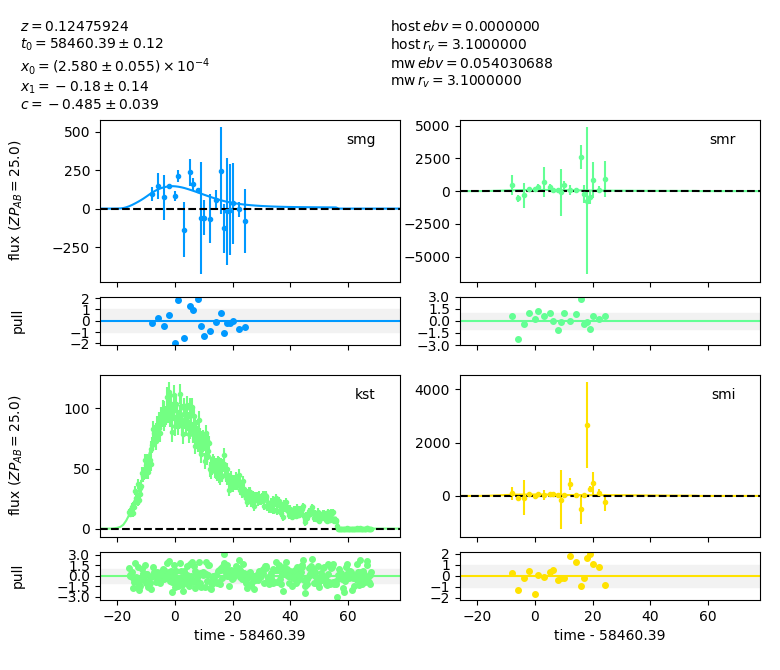 z = 0.12475924
t₀ = 58460.39 ± 0.12
x₀ = (2.580 ± 0.055) × 10⁻⁴
x₁ = −0.18 ± 0.14
c = −0.485 ± 0.039
host ebv = 0.0000000
host r_v = 3.1000000
mw ebv = 0.054030688
mw r_v = 3.1000000
flux (ZP_AB = 25.0)
500
250
0
−250
smg
5000
2500
0
−2500
−5000
smr
pull
2
1
0
−1
−2
3.0
1.5
0.0
−1.5
−3.0
flux (ZP_AB = 25.0)
100
50
0
kst
4000
2000
0
smi
pull
3.0
1.5
0.0
−1.5
−3.0
−20
0
20
40
60
time - 58460.39
2
1
0
−1
−2
−20
0
20
40
60
time - 58460.39